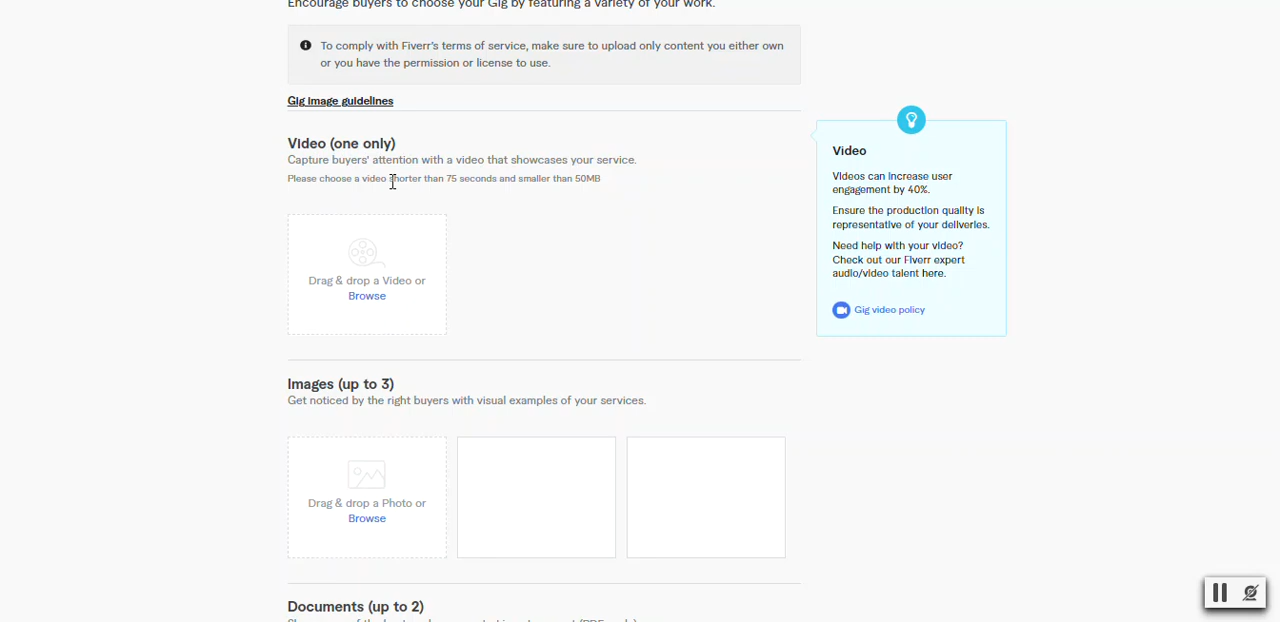 Encourage buyers to choose your Gig by featuring a variety of your work.
To comply with Fiverr's terms of service, make sure to upload only content you either own
or you have the permission or license to use.
Gig image guidelines
Video (one only)
Capture buyers' attention with a video that showcases your service.
Please choose a video shorter than 75 seconds and smaller than 50MB
Drag & drop a Video or
Browse
Video
Videos can increase user
engagement by 40%.
Ensure the production quality is
representative of your deliveries.
Need help with your video?
Check out our Fiverr expert
audio/video talent here.
Gig video policy
Images (up to 3)
Get noticed by the right buyers with visual examples of your services.
Drag & drop a Photo or
Browse
Documents (up to 2)